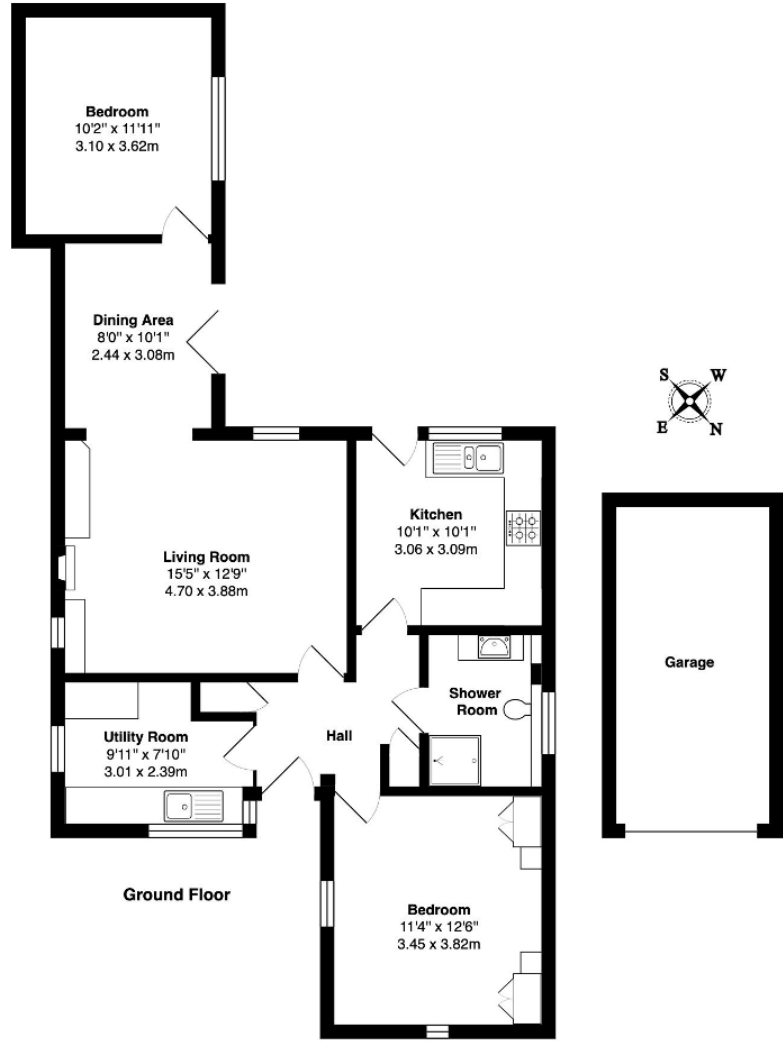 Bedroom
10'2" x 11'11"
3.10 x 3.62m
Dining Area
8'0" x 10'1"
2.44 x 3.08m
S W
E N
Kitchen
10'1" x 10'1"
3.06 x 3.09m
Living Room
15'5" x 12'9"
4.70 x 3.88m
Garage
Shower
Room
Utility Room
9'11" x 7'10"
3.01 x 2.39m
Hall
Ground Floor
Bedroom
11'4" x 12'6"
3.45 x 3.82m